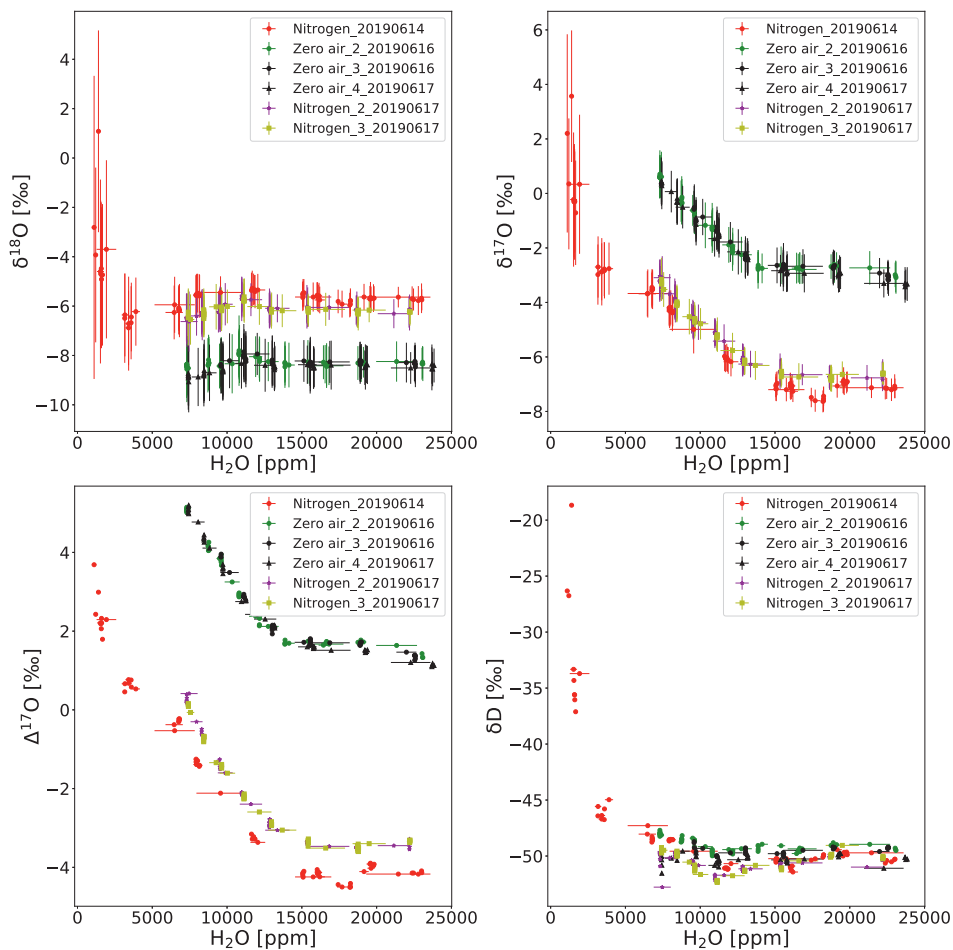 Nitrogen_20190614
Zero air_2_20190616
Zero air_3_20190616
Zero air_4_20190617
Nitrogen_2_20190617
Nitrogen_3_20190617
4
2
0
−2
−4
−6
−8
−10
δ¹⁸O [‰]
0 5000 10000 15000 20000 25000
H₂O [ppm]
Nitrogen_20190614
Zero air_2_20190616
Zero air_3_20190616
Zero air_4_20190617
Nitrogen_2_20190617
Nitrogen_3_20190617
6
4
2
0
−2
−4
−6
−8
δ¹⁷O [‰]
0 5000 10000 15000 20000 25000
H₂O [ppm]
Nitrogen_20190614
Zero air_2_20190616
Zero air_3_20190616
Zero air_4_20190617
Nitrogen_2_20190617
Nitrogen_3_20190617
4
2
0
−2
−4
Δ¹⁷O [‰]
0 5000 10000 15000 20000 25000
H₂O [ppm]
Nitrogen_20190614
Zero air_2_20190616
Zero air_3_20190616
Zero air_4_20190617
Nitrogen_2_20190617
Nitrogen_3_20190617
−20
−25
−30
−35
−40
−45
−50
δD [‰]
0 5000 10000 15000 20000 25000
H₂O [ppm]